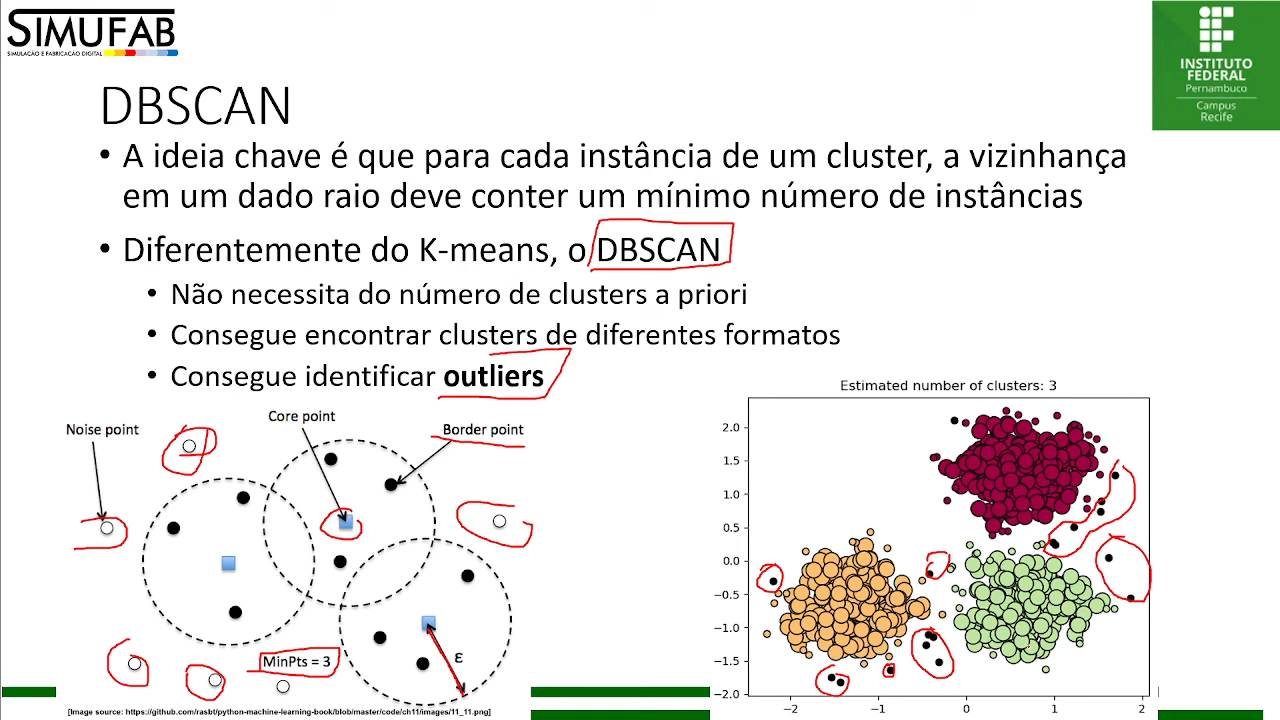 SIMUFAB
SIMULAÇÃO E FABRICAÇÃO DIGITAL
INSTITUTO
FEDERAL
Pernambuco
Campus
Recife
DBSCAN
• A ideia chave é que para cada instância de um cluster, a vizinhança
em um dado raio deve conter um mínimo número de instâncias
• Diferentemente do K-means, o DBSCAN
• Não necessita do número de clusters a priori
• Consegue encontrar clusters de diferentes formatos
• Consegue identificar outliers
Noise point
Core point
Border point
MinPts = 3
ε
[Image source: https://github.com/rasbt/python-machine-learning-book/blob/master/code/ch11/images/11_11.png]
Estimated number of clusters: 3
2.0
1.5
1.0
0.5
0.0
−0.5
−1.0
−1.5
−2.0
−2 −1 0 1 2